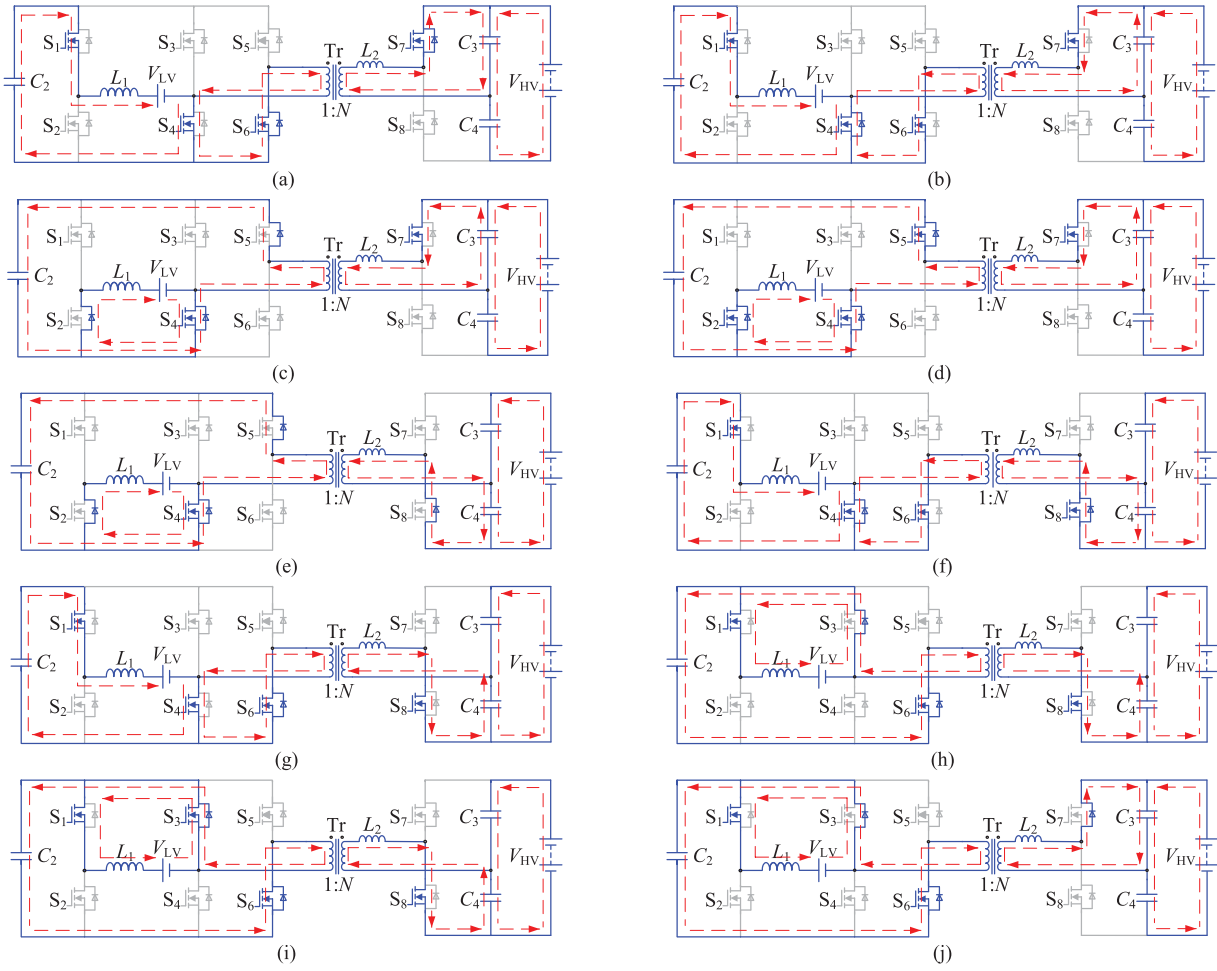 S1 S3 S5 Tr L2 S7 C3
C2 L1 VLV VHV
S2 S4 S6 1:N S8 C4
(a)
S1 S3 S5 Tr L2 S7 C3
C2 L1 VLV VHV
S2 S4 S6 1:N S8 C4
(b)
S1 S3 S5 Tr L2 S7 C3
C2 L1 VLV VHV
S2 S4 S6 1:N S8 C4
(c)
S1 S3 S5 Tr L2 S7 C3
C2 L1 VLV VHV
S2 S4 S6 1:N S8 C4
(d)
S1 S3 S5 Tr L2 S7 C3
C2 L1 VLV VHV
S2 S4 S6 1:N S8 C4
(e)
S1 S3 S5 Tr L2 S7 C3
C2 L1 VLV VHV
S2 S4 S6 1:N S8 C4
(f)
S1 S3 S5 Tr L2 S7 C3
C2 L1 VLV VHV
S2 S4 S6 1:N S8 C4
(g)
S1 S3 S5 Tr L2 S7 C3
C2 L1 VLV VHV
S2 S4 S6 1:N S8 C4
(h)
S1 S3 S5 Tr L2 S7 C3
C2 L1 VLV VHV
S2 S4 S6 1:N S8 C4
(i)
S1 S3 S5 Tr L2 S7 C3
C2 L1 VLV VHV
S2 S4 S6 1:N S8 C4
(j)